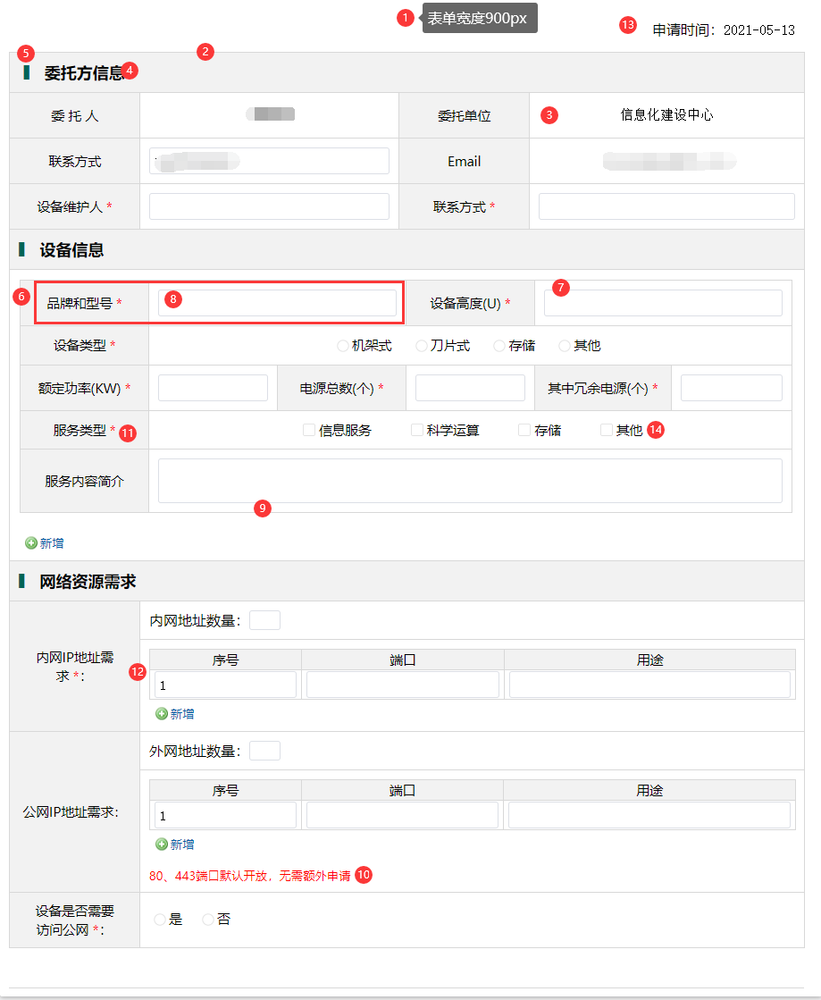 1 表单宽度900px
13 申请时间：2021-05-13
5 2
委托方信息 4
委 托 人 委托单位 3 信息化建设中心
联系方式 Email
设备维护人 * 联系方式 *
设备信息
6 品牌和型号 * 8 设备高度(U) * 7
设备类型 * 机架式 刀片式 存储 其他
额定功率(KW) * 电源总数(个) * 其中冗余电源(个) *
服务类型 * 11 信息服务 科学运算 存储 其他 14
服务内容简介
9
新增
网络资源需求
内网IP地址需
求 *：
内网地址数量：
12
序号 端口 用途
1
新增
公网IP地址需求：
外网地址数量：
序号 端口 用途
1
新增
80、443端口默认开放，无需额外申请 10
设备是否需要
访问公网 *：
是 否